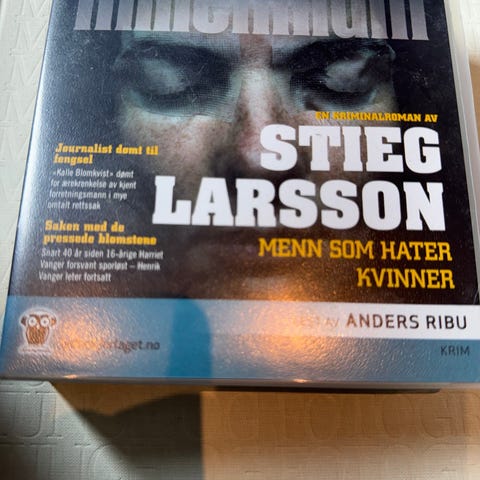 millennium
EN KRIMINALROMAN AV
STIEG
LARSSON
MENN SOM HATER
KVINNER
Journalist dømt til
fengsel
«Kalle Blomkvist» dømt
for ærekrenkelse av kjent
forretningsmann i mye
omtalt rettssak
Saken med de
pressede blomstene
Snart 40 år siden 16-årige Harriet
Vanger forsvant sporløst – Henrik
Vanger leter fortsatt
AV ANDERS RIBU
KRIM